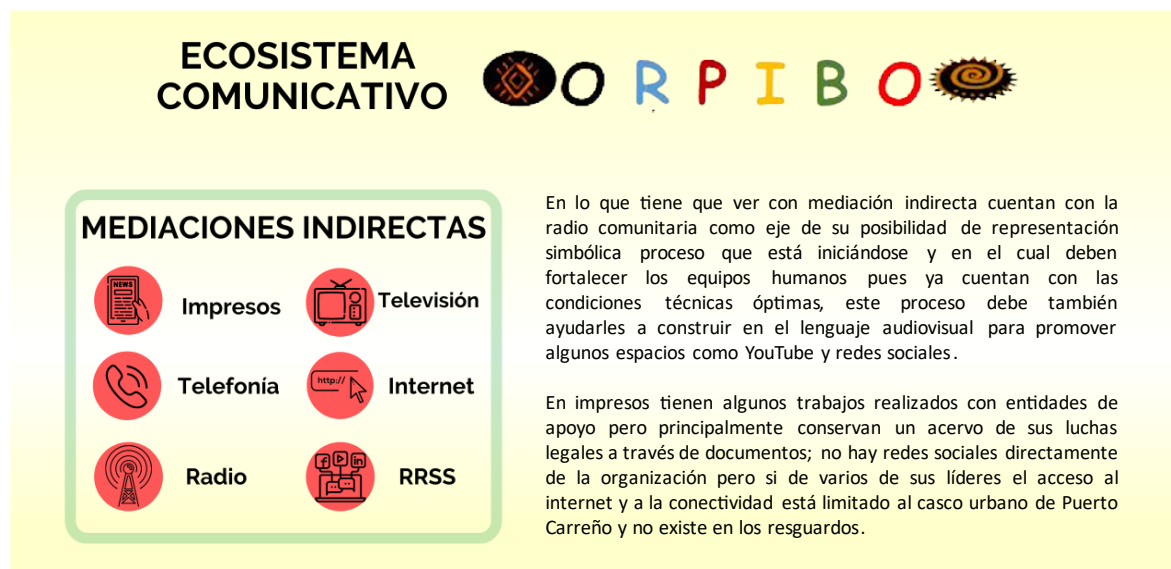 ECOSISTEMA
COMUNICATIVO
ORPIBO
MEDIACIONES INDIRECTAS
NEWS
Impresos
Televisión
Telefonía
http://
Internet
Radio
RRSS
En lo que tiene que ver con mediación indirecta cuentan con la
radio comunitaria como eje de su posibilidad de representación
simbólica proceso que está iniciándose y en el cual deben
fortalecer los equipos humanos pues ya cuentan con las
condiciones técnicas óptimas, este proceso debe también
ayudarles a construir en el lenguaje audiovisual para promover
algunos espacios como YouTube y redes sociales.
En impresos tienen algunos trabajos realizados con entidades de
apoyo pero principalmente conservan un acervo de sus luchas
legales a través de documentos; no hay redes sociales directamente
de la organización pero si de varios de sus líderes el acceso al
internet y a la conectividad está limitado al casco urbano de Puerto
Carreño y no existe en los resguardos.